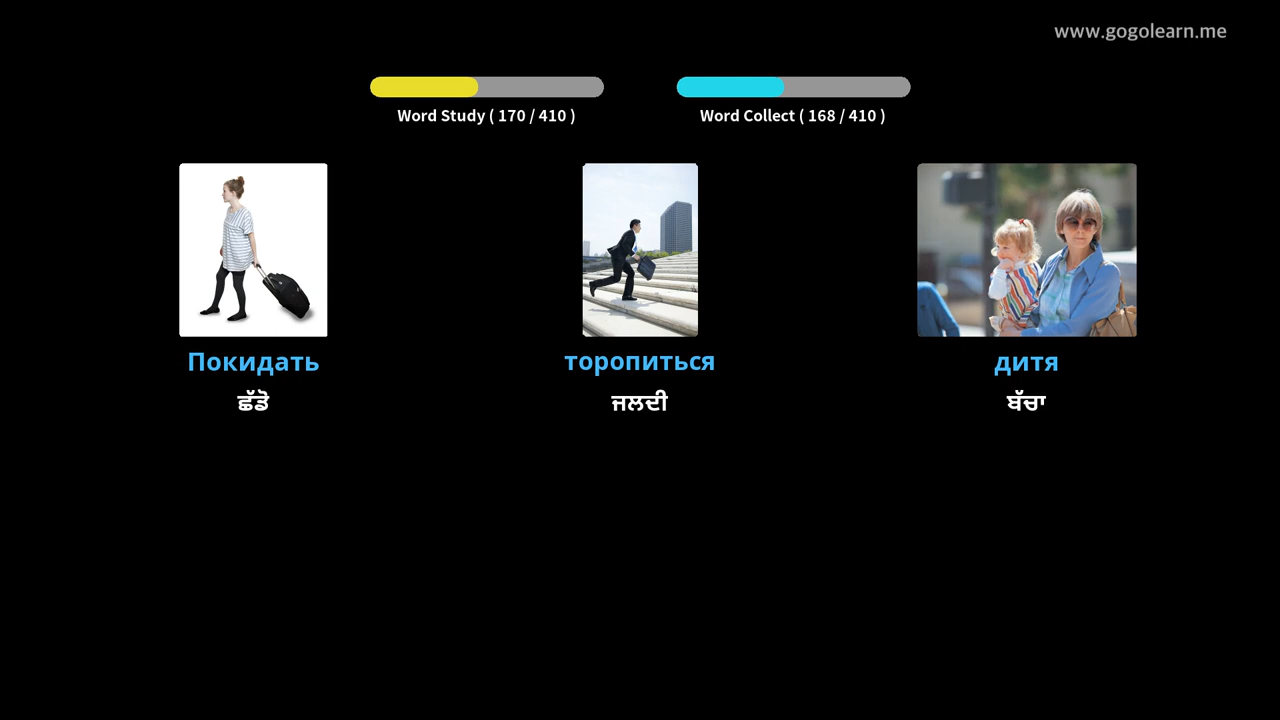 www.gogolearn.me
Word Study ( 170 / 410 )
Word Collect ( 168 / 410 )
Покидать
торопиться
дитя
ਛੱਡੋ
ਜਲਦੀ
ਬੱਚਾ